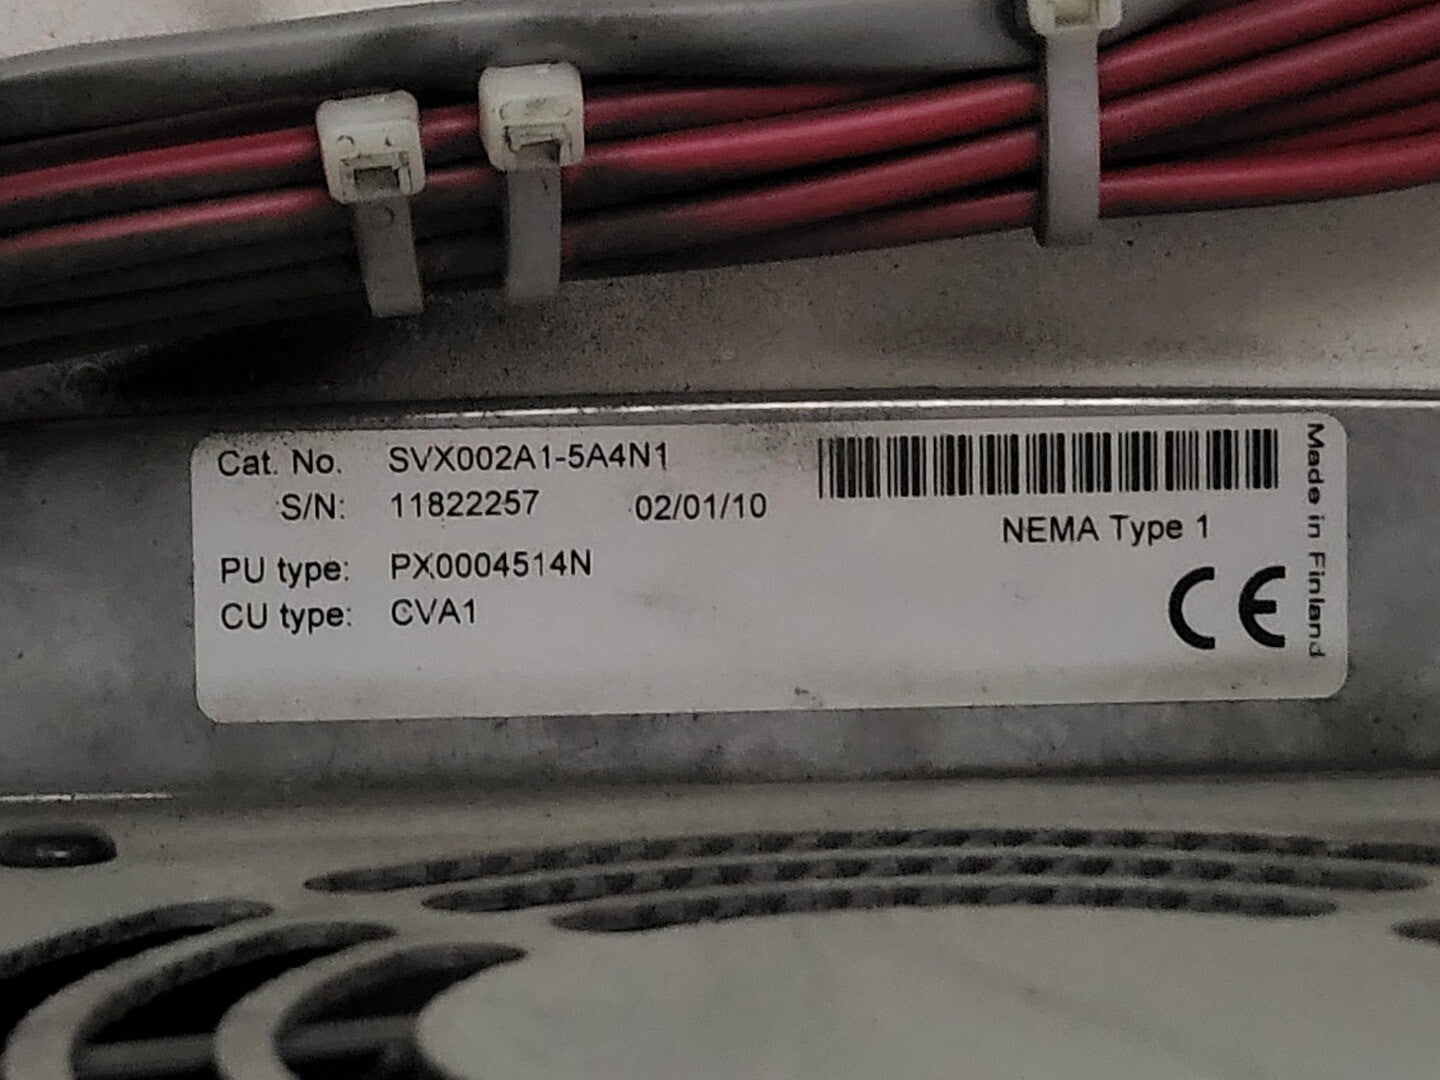 Cat. No. SVX002A1-5A4N1
S/N: 11822257 02/01/10
NEMA Type 1
PU type: PX0004514N
CU type: CVA1
CE
Made in Finland